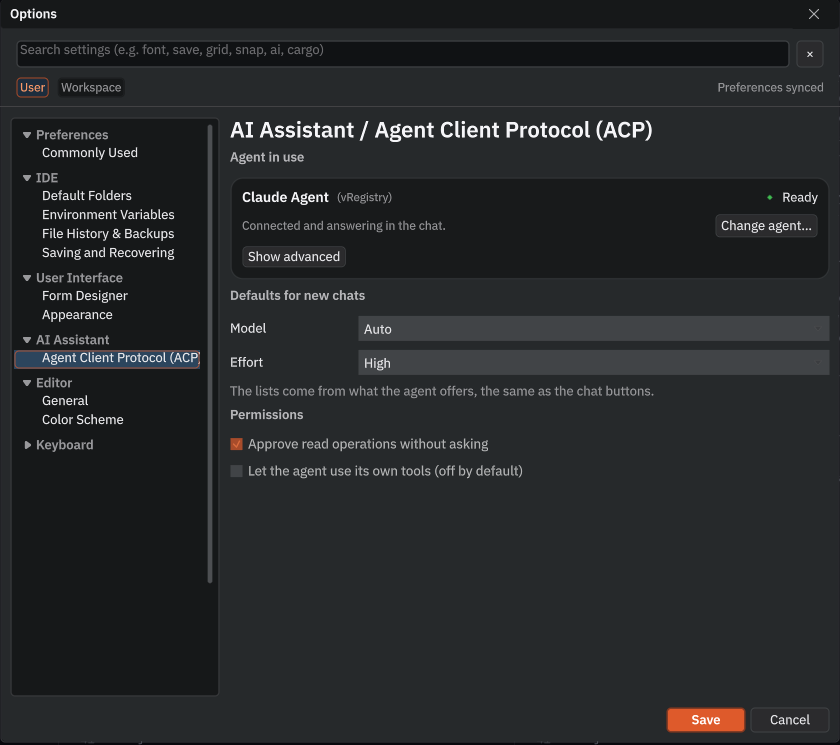 Options
Search settings (e.g. font, save, grid, snap, ai, cargo)
×
User
Workspace
Preferences synced
Preferences
Commonly Used
IDE
Default Folders
Environment Variables
File History & Backups
Saving and Recovering
User Interface
Form Designer
Appearance
AI Assistant
Agent Client Protocol (ACP)
Editor
General
Color Scheme
Keyboard
AI Assistant / Agent Client Protocol (ACP)
Agent in use
Claude Agent (vRegistry)
Ready
Connected and answering in the chat.
Change agent...
Show advanced
Defaults for new chats
Model
Auto
Effort
High
The lists come from what the agent offers, the same as the chat buttons.
Permissions
Approve read operations without asking
Let the agent use its own tools (off by default)
Save
Cancel